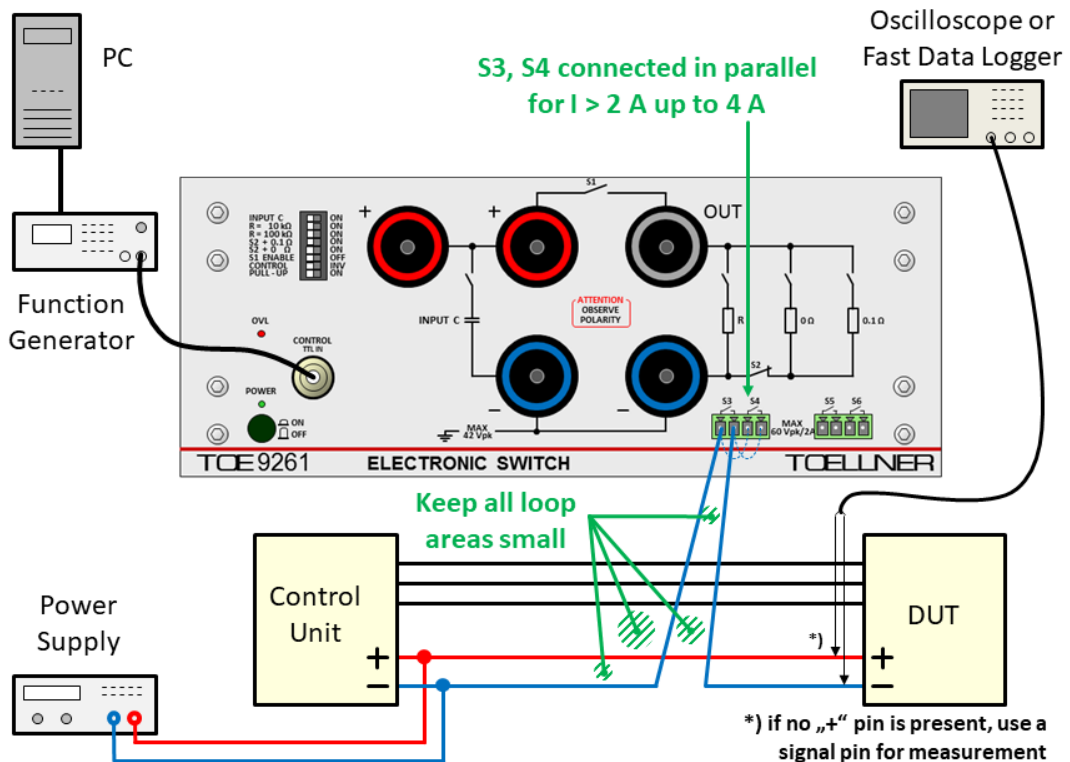 PC
Oscilloscope or
Fast Data Logger
S3, S4 connected in parallel
for I > 2 A up to 4 A
Function
Generator
INPUT C ON
R = 10 kΩ ON
R = 100 kΩ ON
S2 + 0.1 Ω ON
S2 + 0 Ω ON
S1 ENABLE OFF
CONTROL INV
PULL - UP ON
OVL
CONTROL
TTL IN
POWER
ON
OFF
+
+
S1
OUT
INPUT C
ATTENTION
OBSERVE
POLARITY
R
0 Ω
0.1 Ω
S2
−
−
MAX
42 Vpk
S3 S4
MAX
60 Vpk/2A
S5 S6
TOE 9261 ELECTRONIC SWITCH TOELLNER
Keep all loop
areas small
Control
Unit
+
−
DUT
+
−
*)
Power
Supply
*) if no „+“ pin is present, use a
signal pin for measurement